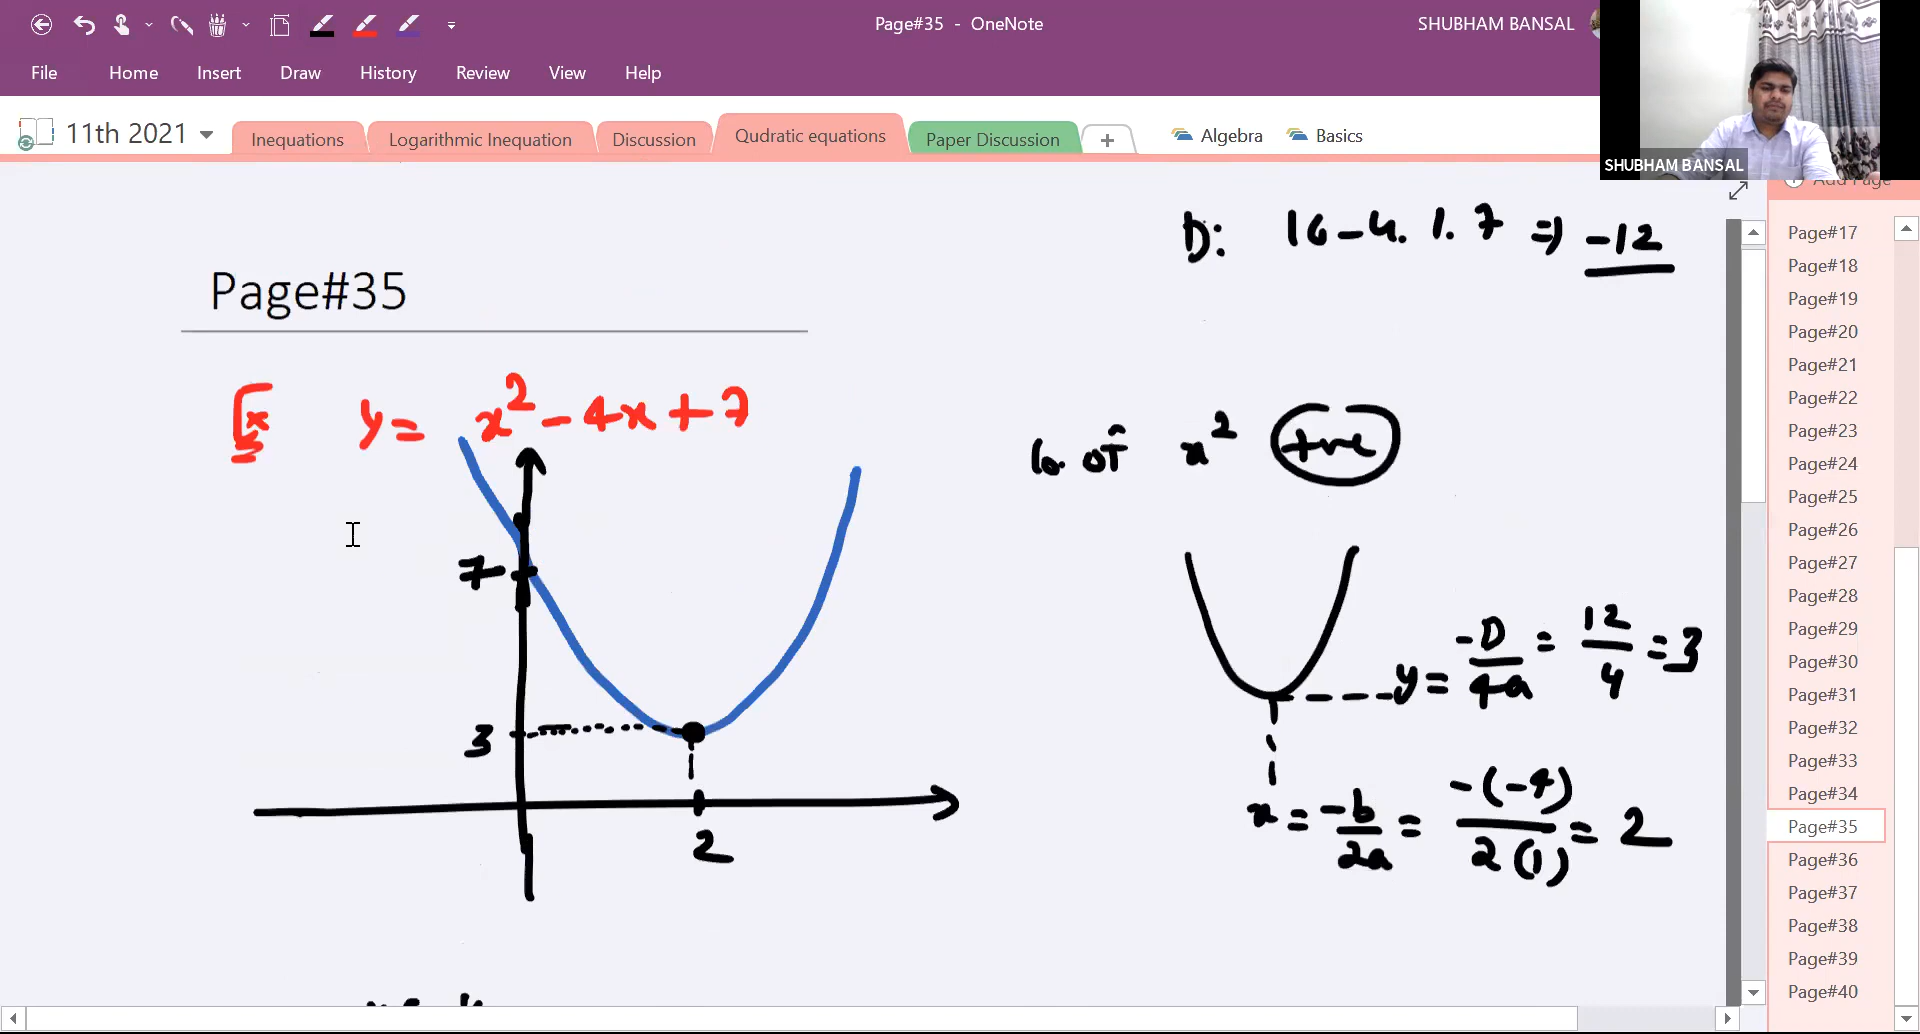 Page#35 - OneNote
SHUBHAM BANSAL
File Home Insert Draw History Review View Help
11th 2021
Inequations
Logarithmic Inequation
Discussion
Qudratic equations
Paper Discussion
+
Algebra
Basics
SHUBHAM BANSAL
Add Page
Page#17
Page#18
Page#19
Page#20
Page#21
Page#22
Page#23
Page#24
Page#25
Page#26
Page#27
Page#28
Page#29
Page#30
Page#31
Page#32
Page#33
Page#34
Page#35
Page#36
Page#37
Page#38
Page#39
Page#40
D: 16 - 4. 1. 7 ⇒ -12
Page#35
y = x² - 4x + 7
of x² +ve
7
3
2
y = -D/4a = 12/4 = 3
x = -b/2a = -(-4)/2(1) = 2